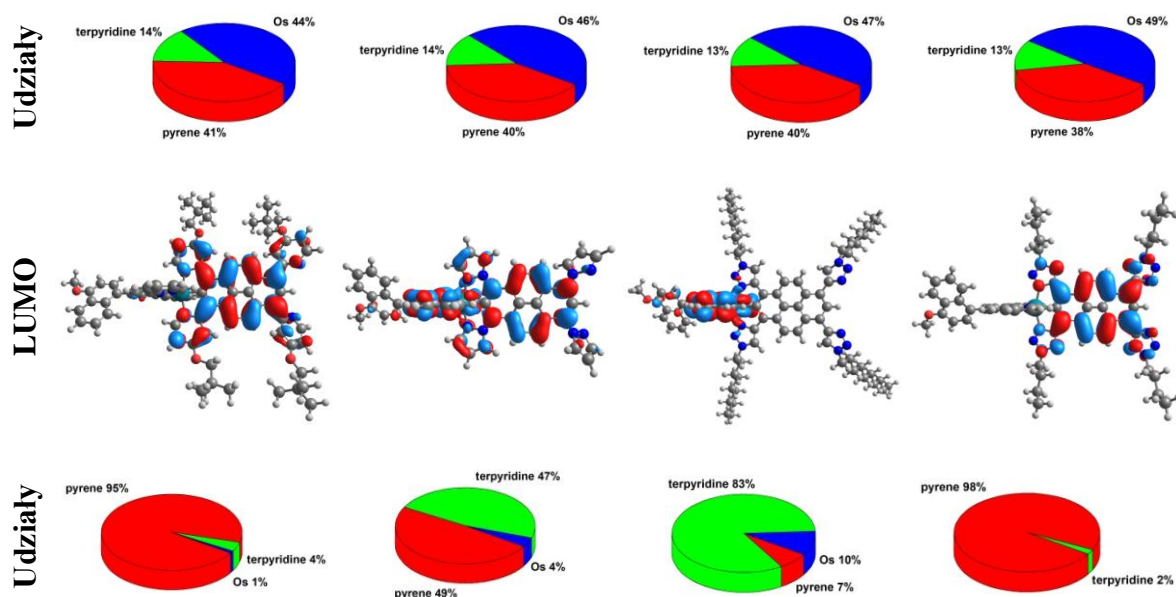 Udziały
Os 44%
terpyridine 14%
pyrene 41%
Os 46%
terpyridine 14%
pyrene 40%
Os 47%
terpyridine 13%
pyrene 40%
Os 49%
terpyridine 13%
pyrene 38%
LUMO
Udziały
pyrene 95%
terpyridine 4%
Os 1%
terpyridine 47%
Os 4%
pyrene 49%
terpyridine 83%
Os 10%
pyrene 7%
pyrene 98%
terpyridine 2%